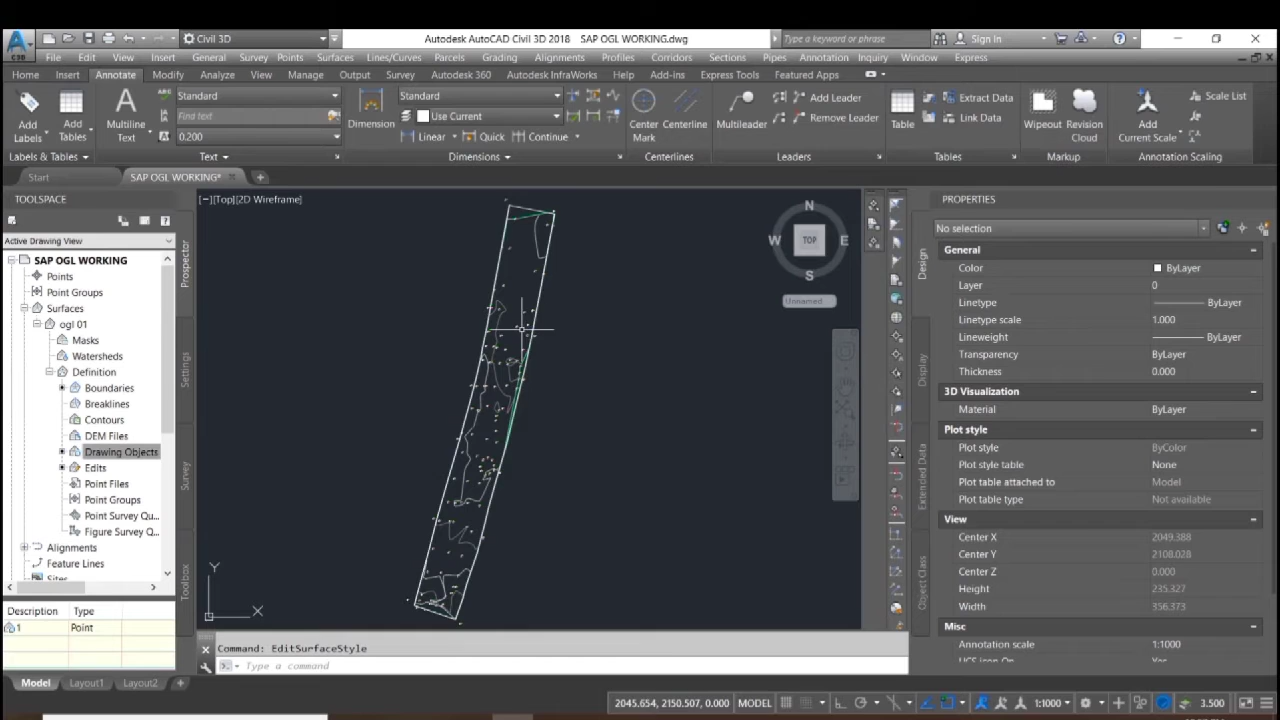 Autodesk AutoCAD Civil 3D 2018 SAP OGL WORKING.dwg
Civil 3D
Type a keyword or phrase
Sign In
File Edit View Insert General Survey Points Surfaces Lines/Curves Parcels Grading Alignments Profiles Corridors Sections Pipes Annotation Inquiry Window Express
Home Insert Annotate Modify Analyze View Manage Output Survey Autodesk 360 Autodesk InfraWorks Help Add-ins Express Tools Featured Apps
Add Labels
Add Tables
Labels & Tables
Multiline Text
Standard
Find text
0.200
Text
Dimension
Standard
Use Current
Linear Quick Continue
Dimensions
Center Mark
Centerline
Centerlines
Multileader
Add Leader
Remove Leader
Leaders
Table
Extract Data
Link Data
Tables
Wipeout
Revision Cloud
Markup
Add Current Scale
Scale List
Annotation Scaling
Start
SAP OGL WORKING*
TOOLSPACE
Active Drawing View
SAP OGL WORKING
Points
Point Groups
Surfaces
ogl 01
Masks
Watersheds
Definition
Boundaries
Breaklines
Contours
DEM Files
Drawing Objects
Edits
Point Files
Point Groups
Point Survey Qu...
Figure Survey Q...
Alignments
Feature Lines
Sites
Description Type
1 Point
Prospector
Settings
Survey
Toolbox
[−][Top][2D Wireframe]
N
W TOP E
S
Unnamed
Y
X
Command: EditSurfaceStyle
Type a command
PROPERTIES
No selection
Design
Display
Extended Data
Object Class
General
Color ByLayer
Layer 0
Linetype ByLayer
Linetype scale 1.000
Lineweight ByLayer
Transparency ByLayer
Thickness 0.000
3D Visualization
Material ByLayer
Plot style
Plot style ByColor
Plot style table None
Plot table attached to Model
Plot table type Not available
View
Center X 2049.388
Center Y 2108.028
Center Z 0.000
Height 235.327
Width 356.373
Misc
Annotation scale 1:1000
UCS icon On Yes
Model Layout1 Layout2
2045.654, 2150.507, 0.000 MODEL
1:1000
3.500